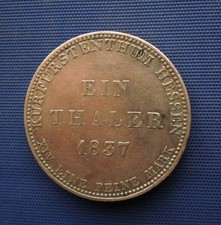 KURFÜRSTENTHUM HESSEN
EIN
THALER
1837
XIV EINE FEINE MARK